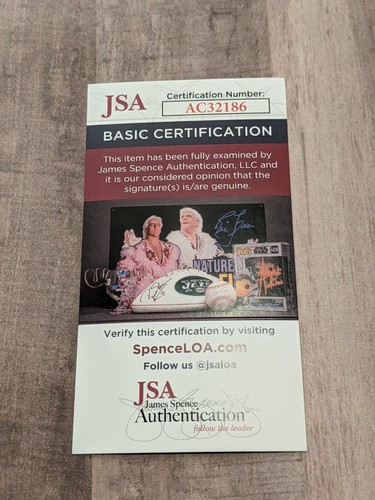 JSA
Certification Number:
AC32186
BASIC CERTIFICATION
This item has been fully examined by
James Spence Authentication, LLC and
it is our considered opinion that the
signature(s) is/are genuine.
NATURE
JETS
Verify this certification by visiting
SpenceLOA.com
Follow us @jsaloa
JSA
James Spence
Authentication
follow the leader